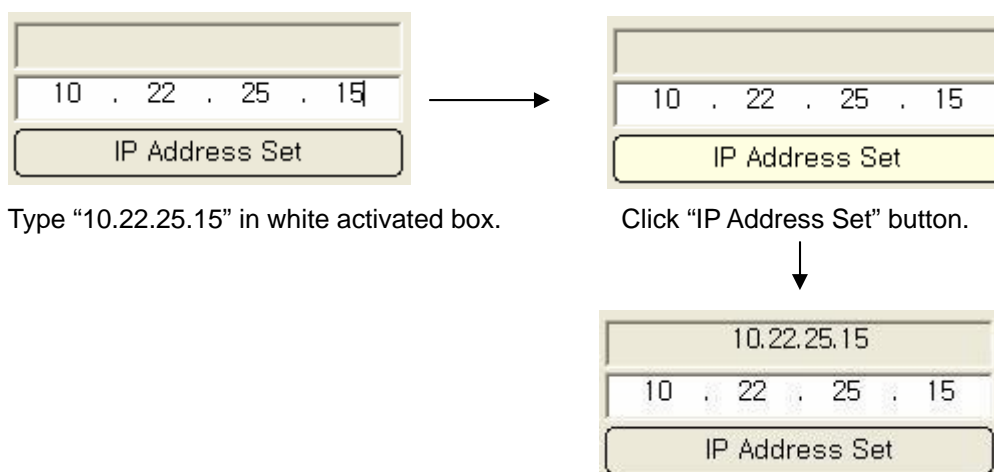 10 . 22 . 25 . 15
IP Address Set
Type “10.22.25.15” in white activated box.
10 . 22 . 25 . 15
IP Address Set
Click “IP Address Set” button.
10.22.25.15
10 . 22 . 25 . 15
IP Address Set